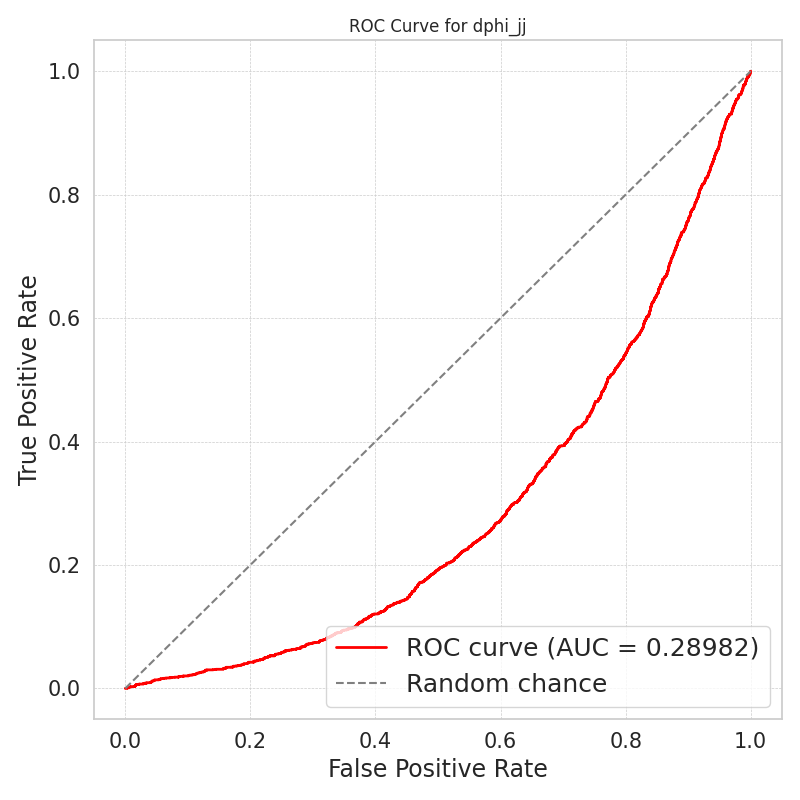 ROC Curve for dphi_jj
True Positive Rate
1.0
0.8
0.6
0.4
0.2
0.0
ROC curve (AUC = 0.28982)
Random chance
0.0 0.2 0.4 0.6 0.8 1.0
False Positive Rate